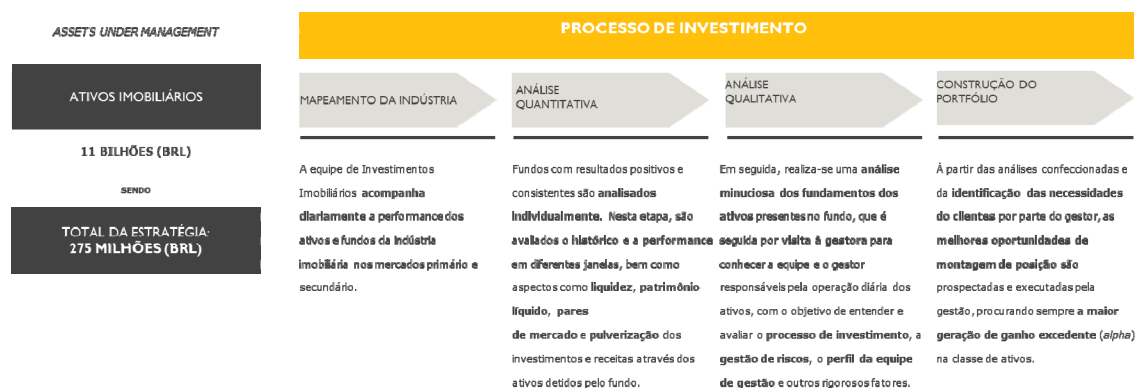 ASSETS UNDER MANAGEMENT
ATIVOS IMOBILIÁRIOS
11 BILHÕES (BRL)
SENDO
TOTAL DA ESTRATÉGIA:
275 MILHÕES (BRL)
PROCESSO DE INVESTIMENTO
MAPEAMENTO DA INDÚSTRIA
A equipe de Investimentos
Imobiliários acompanha
diariamente a performance dos
ativos e fundos da indústria
imobiliária nos mercados primário e
secundário.
ANÁLISE
QUANTITATIVA
Fundos com resultados positivos e
consistentes são analisados
individualmente. Nesta etapa, são
avaliados o histórico e a performance
em diferentes janelas, bem como
aspectos como liquidez, patrimônio
líquido, pares
de mercado e pulverização dos
investimentos e receitas através dos
ativos detidos pelo fundo.
ANÁLISE
QUALITATIVA
Em seguida, realiza-se uma análise
minuciosa dos fundamentos dos
ativos presentes no fundo, que é
seguida por visita à gestora para
conhecer a equipe e o gestor
responsáveis pela operação diária dos
ativos, com o objetivo de entender e
avaliar o processo de investimento, a
gestão de riscos, o perfil da equipe
de gestão e outros rigorosos fatores.
CONSTRUÇÃO DO
PORTFÓLIO
À partir das análises confeccionadas e
da identificação das necessidades
do clientes por parte do gestor, as
melhores oportunidades de
montagem de posição são
prospectadas e executadas pela
gestão, procurando sempre a maior
geração de ganho excedente (alpha)
na classe de ativos.